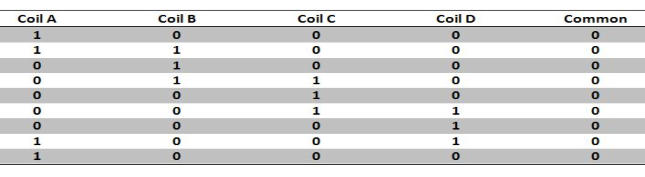 Coil A Coil B Coil C Coil D Common
1 0 0 0 0
1 1 0 0 0
0 1 0 0 0
0 1 1 0 0
0 0 1 0 0
0 0 1 1 0
0 0 0 1 0
1 0 0 1 0
1 0 0 0 0